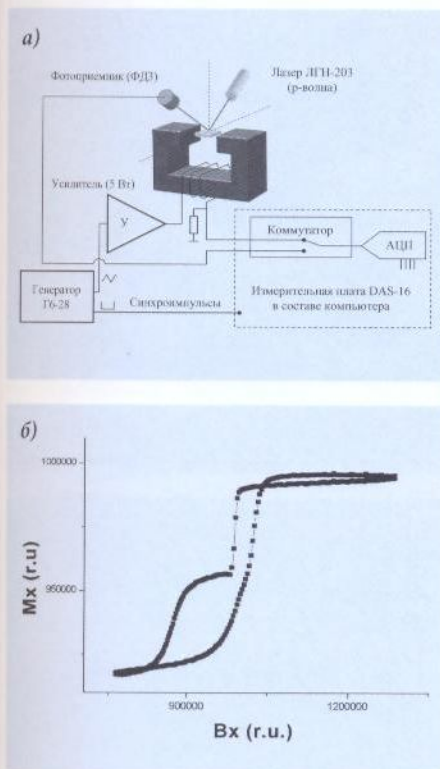 а)
Фотоприемник (ФД3)
Лазер ЛГН-203
(p-волна)
Усилитель (5 Вт)
У
Коммутатор
АЦП
Генератор
Г6-28
Синхроимпульсы
Измерительная плата DAS-16
в составе компьютера
б)
1000000
Mx (r.u)
950000
900000
1200000
Bx (r.u.)